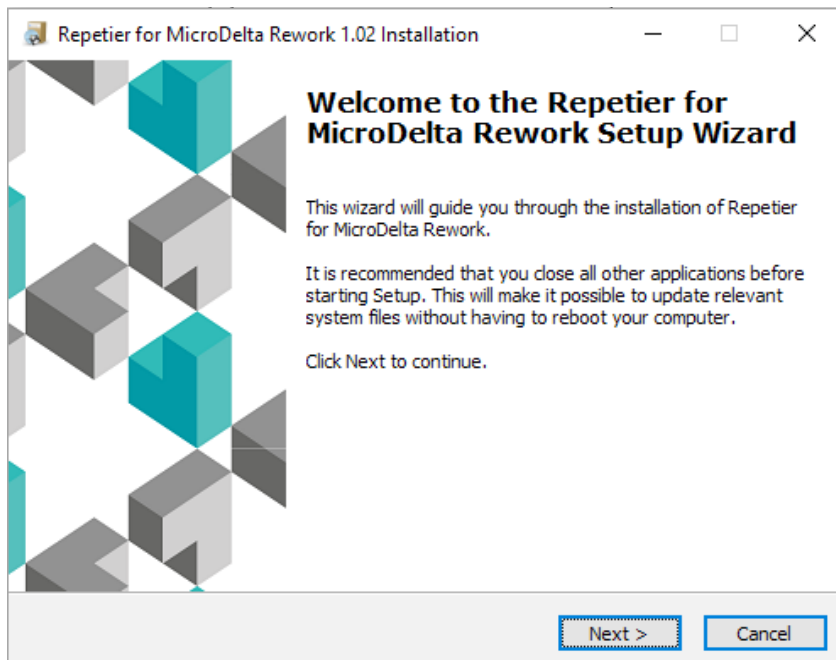 Repetier for MicroDelta Rework 1.02 Installation
Welcome to the Repetier for
MicroDelta Rework Setup Wizard
This wizard will guide you through the installation of Repetier
for MicroDelta Rework.
It is recommended that you close all other applications before
starting Setup. This will make it possible to update relevant
system files without having to reboot your computer.
Click Next to continue.
Next >
Cancel